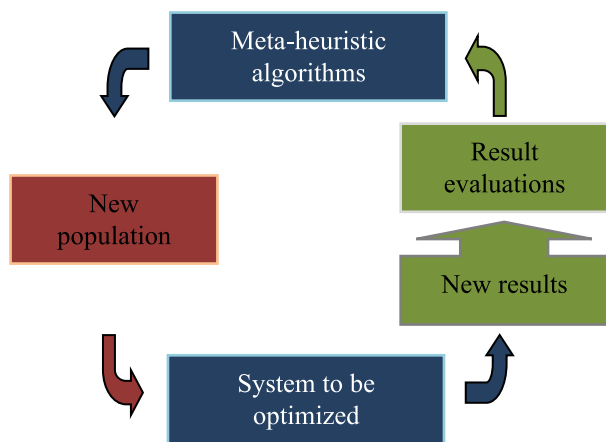 Meta-heuristic
algorithms
Result
evaluations
New
population
New results
System to be
optimized